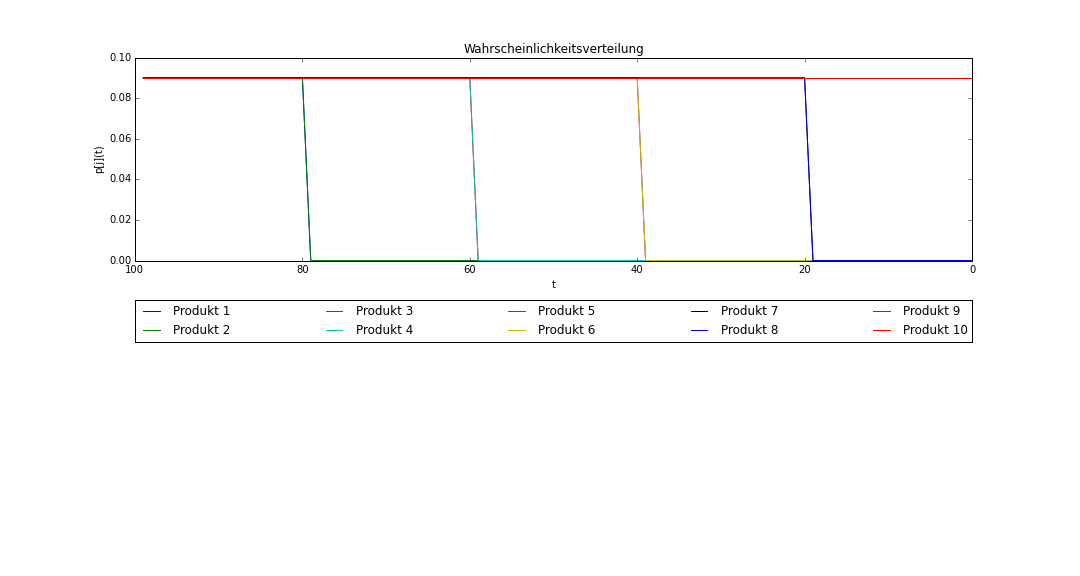 Wahrscheinlichkeitsverteilung
0.10
0.08
0.06
0.04
0.02
0.00
p[j](t)
100 80 60 40 20 0
t
Produkt 1 Produkt 3 Produkt 5 Produkt 7 Produkt 9
Produkt 2 Produkt 4 Produkt 6 Produkt 8 Produkt 10